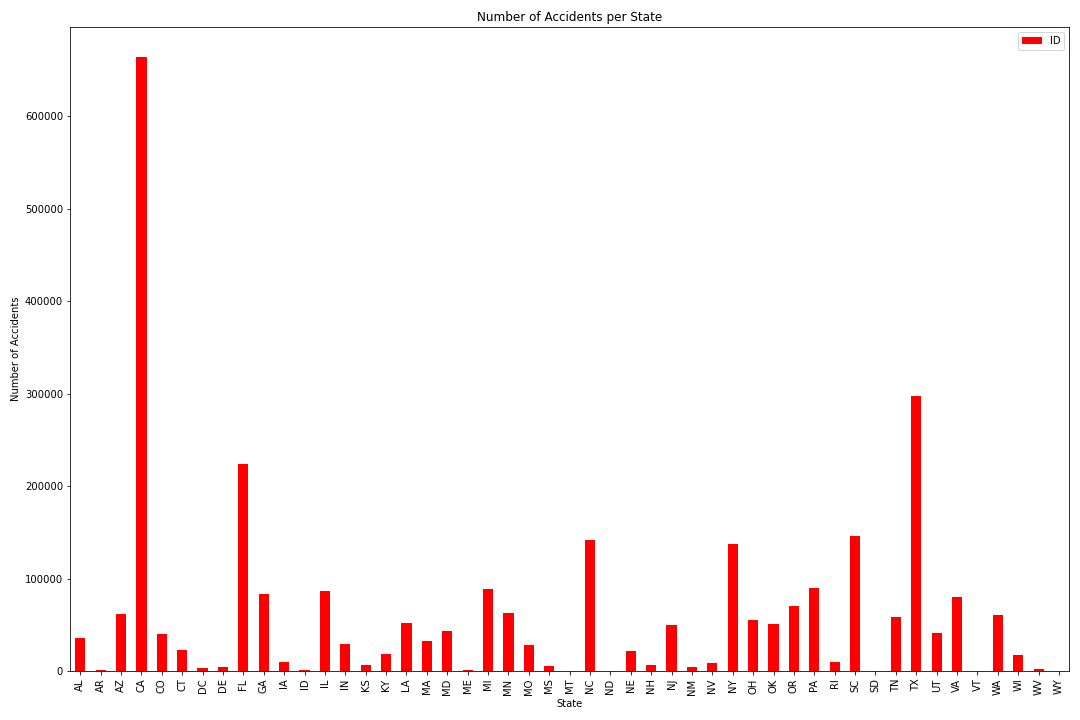 Number of Accidents per State
ID
Number of Accidents
600000
500000
400000
300000
200000
100000
0
AL AR AZ CA CO CT DC DE FL GA IA ID IL IN KS KY LA MA MD ME MI MN MO MS MT NC ND NE NH NJ NM NV NY OH OK OR PA RI SC SD TN TX UT VA VT WA WI WV WY
State